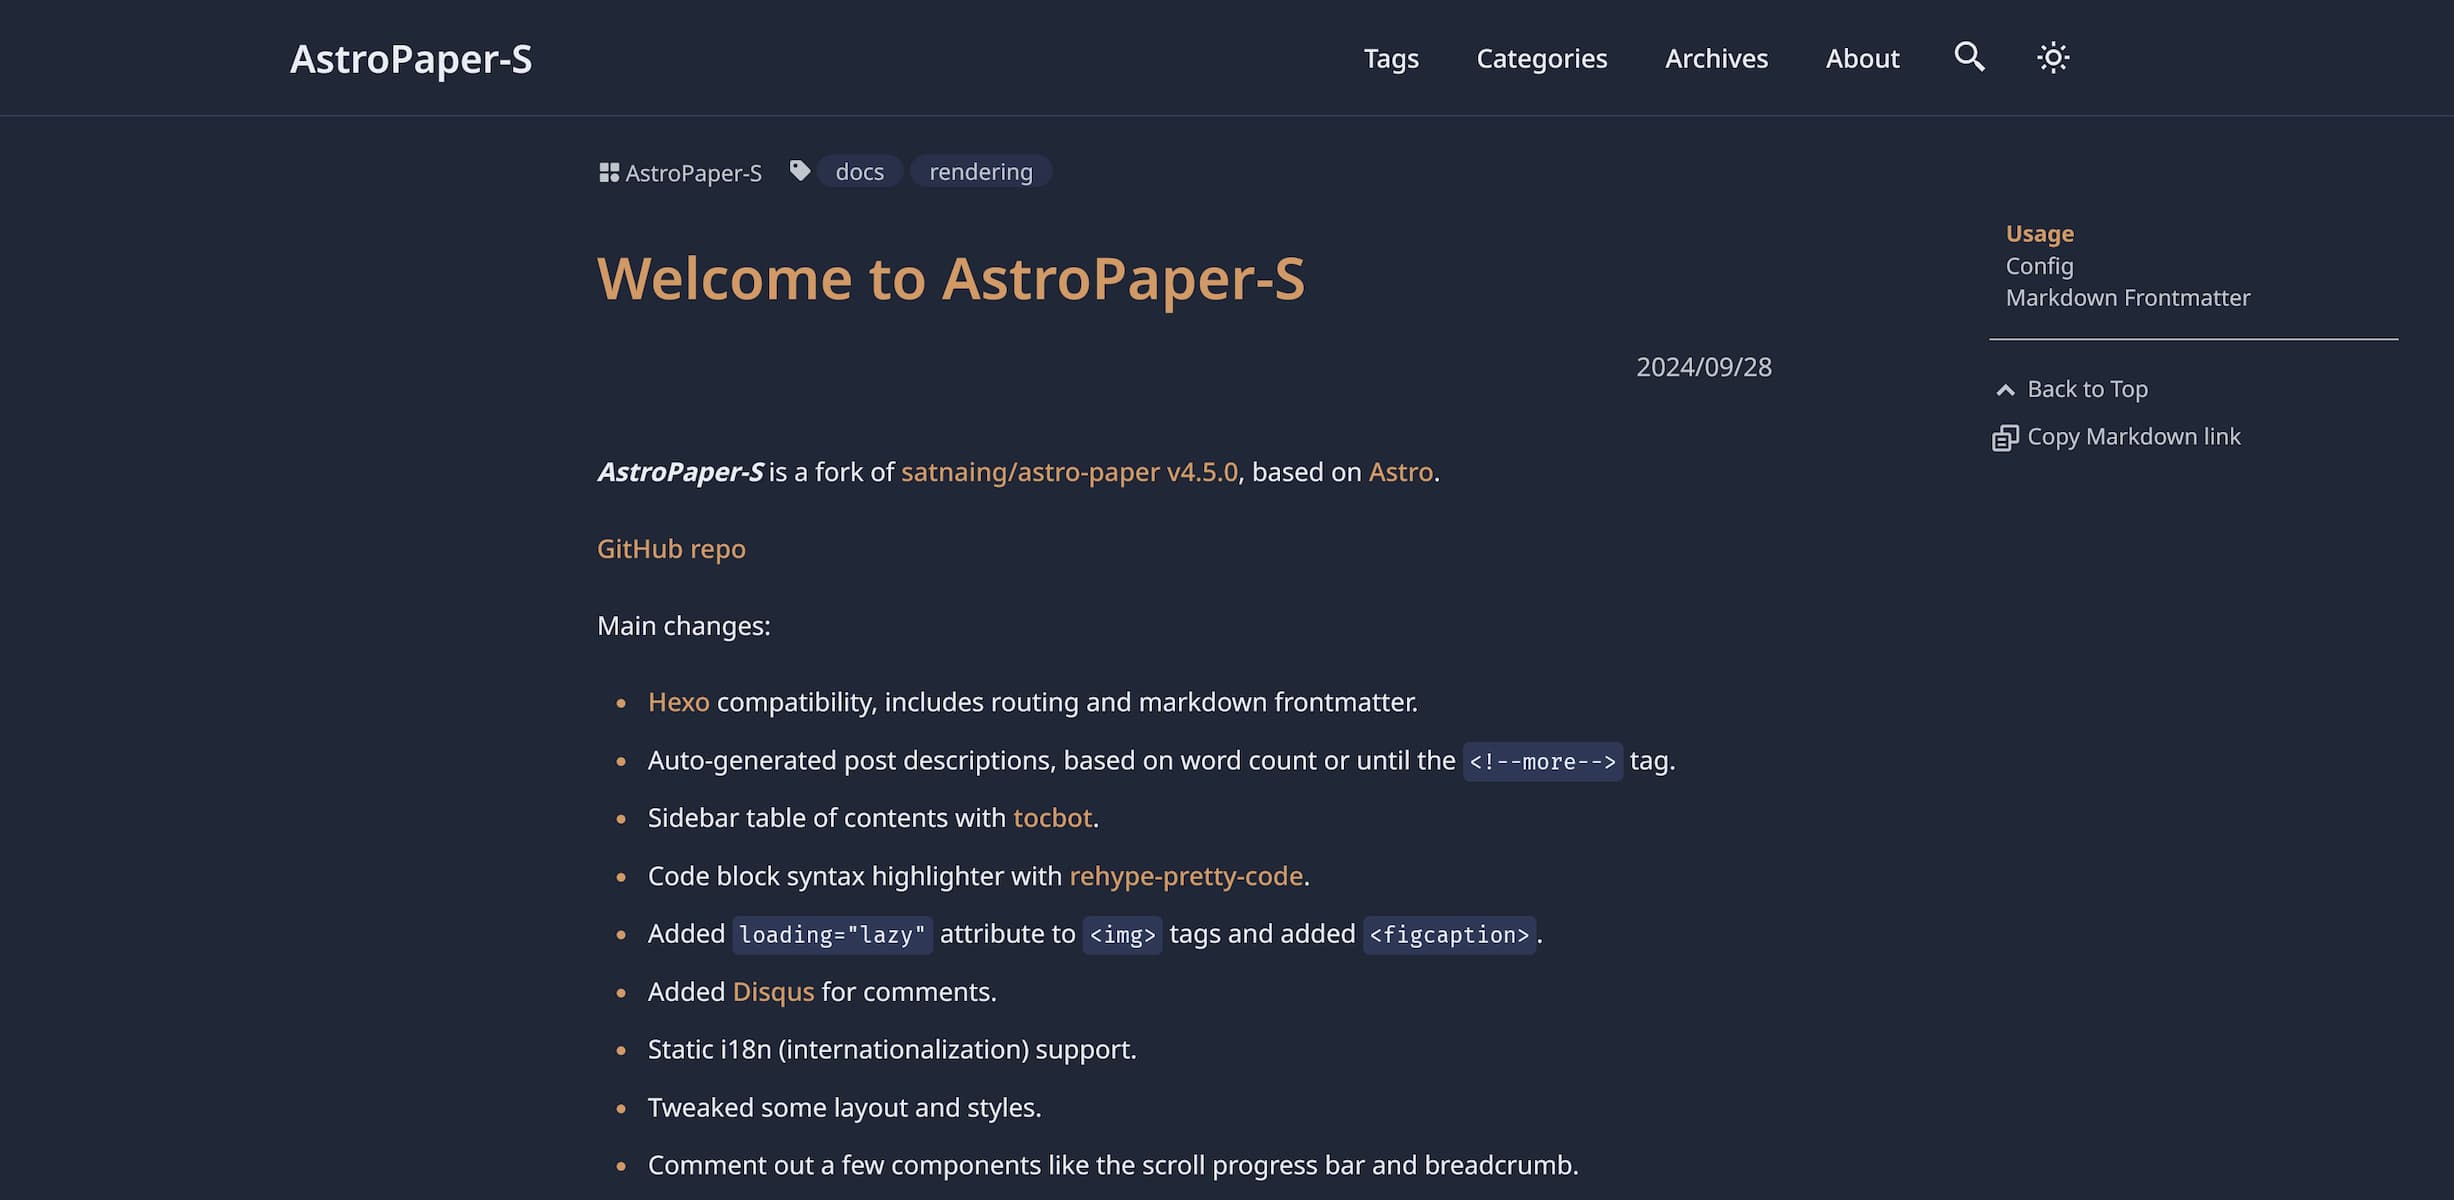 AstroPaper-S
Tags
Categories
Archives
About
AstroPaper-S
docs
rendering
Welcome to AstroPaper-S
2024/09/28
AstroPaper-S is a fork of satnaing/astro-paper v4.5.0, based on Astro.
GitHub repo
Main changes:
Hexo compatibility, includes routing and markdown frontmatter.
Auto-generated post descriptions, based on word count or until the <!--more--> tag.
Sidebar table of contents with tocbot.
Code block syntax highlighter with rehype-pretty-code.
Added loading="lazy" attribute to <img> tags and added <figcaption>.
Added Disqus for comments.
Static i18n (internationalization) support.
Tweaked some layout and styles.
Comment out a few components like the scroll progress bar and breadcrumb.
Usage
Config
Markdown Frontmatter
Back to Top
Copy Markdown link